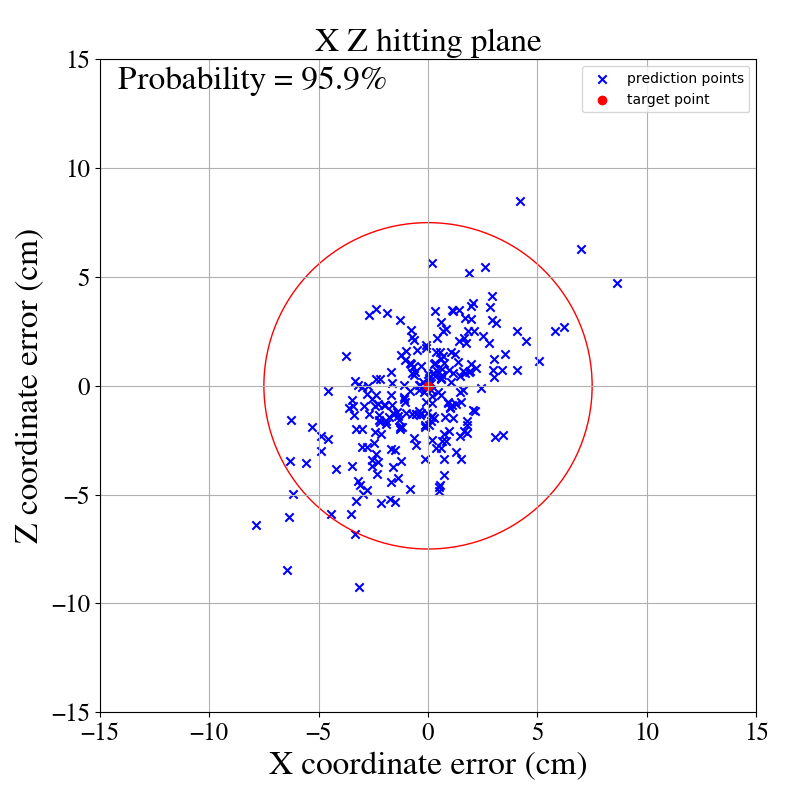 X Z hitting plane
Probability = 95.9%
prediction points
target point
15
10
5
0
−5
−10
−15
Z coordinate error (cm)
−15 −10 −5 0 5 10 15
X coordinate error (cm)